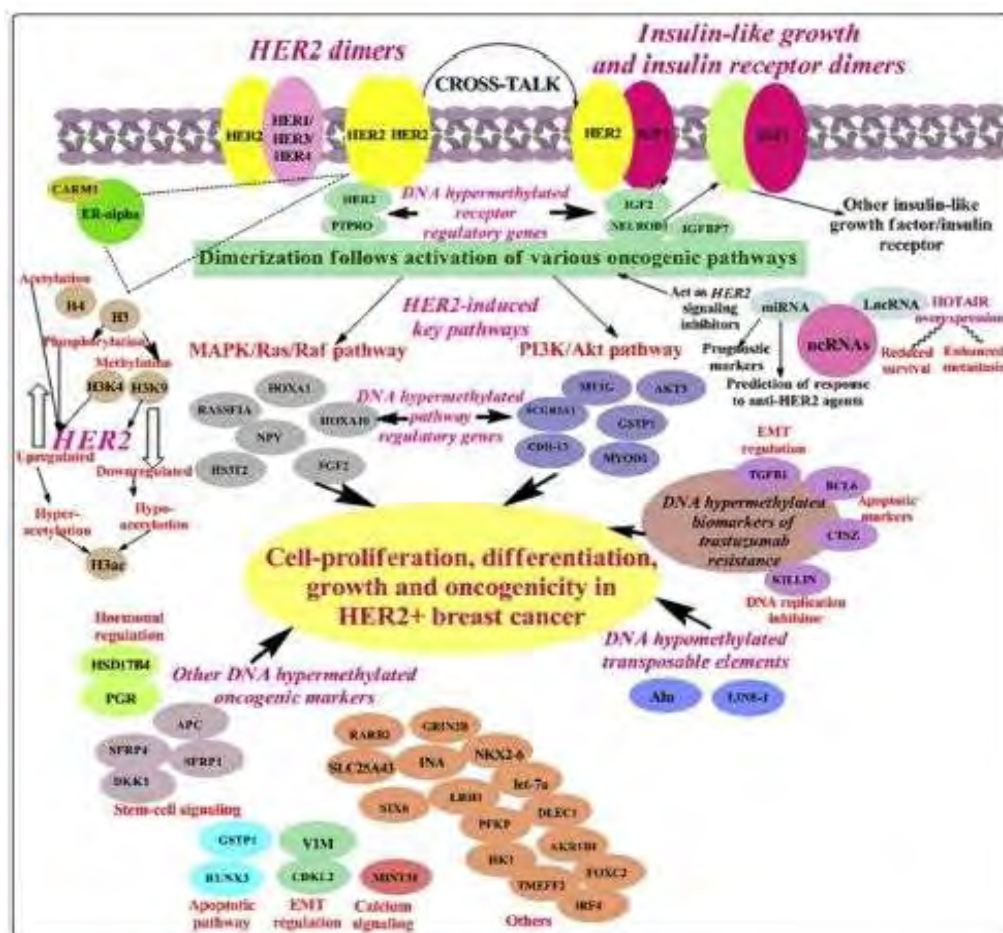 HER2 dimers
Insulin-like growth
and insulin receptor dimers
CROSS-TALK
HER2
HER1/
HER3/
HER4
HER2 HER2
HER2
CARM1
ER-alpha
HER2
PTPRO
DNA hypermethylated
receptor
regulatory genes
IGF2
NEUROD1
IGFBP7
Other insulin-like
growth factor/insulin
receptor
Dimerization follows activation of various oncogenic pathways
Acetylation
H4
H3
Phosphorylation
Methylation
H3K4
H3K9
HER2
Upregulated
Downregulated
Hyper-
acetylation
Hypo-
acetylation
H3ac
HER2-induced
key pathways
MAPK/Ras/Raf pathway
PI3K/Akt pathway
Act as HER2
signaling
inhibitors
miRNA
LncRNA
HOTAIR
overexpression
ncRNAs
Prognostic
markers
Reduced
survival
Enhanced
metastasis
Prediction of response
to anti-HER2 agents
HOXA1
RASSF1A
HOXA10
NPY
HS3T2
FGF2
DNA hypermethylated
pathway
regulatory genes
AKT3
GSTP1
CDH-13
MYOD1
EMT
regulation
TGFB1
BCL6
Apoptotic
markers
CTSZ
DNA hypermethylated
biomarkers of
trastuzumab
resistance
KILLIN
DNA replication
inhibitor
Cell-proliferation, differentiation,
growth and oncogenicity in
HER2+ breast cancer
Hormonal
regulation
HSD17B4
PGR
Other DNA hypermethylated
oncogenic markers
DNA hypomethylated
transposable elements
Alu
LINE-1
APC
SFRP4
SFRP1
DKK3
Stem-cell signaling
RARB2
GRIN2B
SLC25A43
INA
NKX2-6
let-7a
SIX6
DLEC1
PFKP
AKR1B1
HK1
FOXC2
TMEFF2
IRF4
Others
GSTP1
RUNX3
Apoptotic
pathway
VIM
CDKL2
EMT
regulation
MINT31
Calcium
signaling